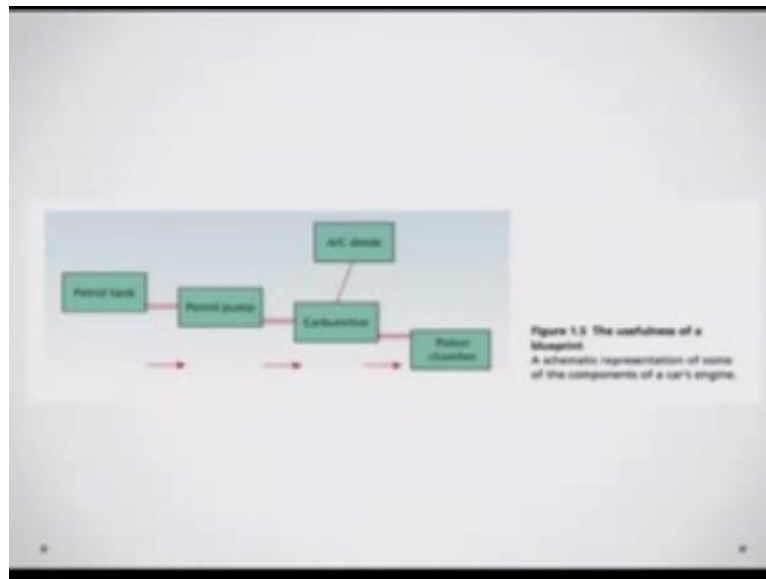 Petrol tank
Petrol pump
A/C diode
Carburettor
Piston
chamber
Figure 1.5 The usefulness of a
blueprint
A schematic representation of some
of the components of a car's engine.